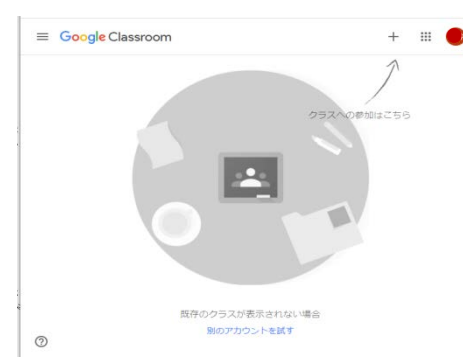 Google Classroom
クラスへの参加はこちら
既存のクラスが表示されない場合
別のアカウントを試す